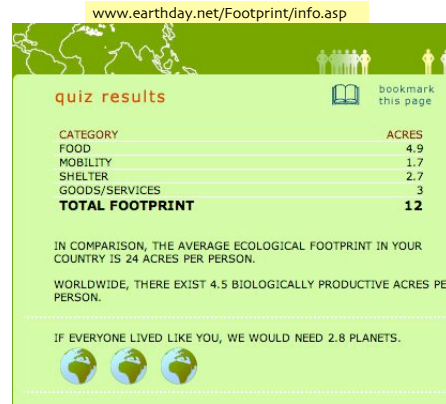 www.earthday.net/Footprint/info.asp
quiz results
bookmark
this page
CATEGORY ACRES
FOOD 4.9
MOBILITY 1.7
SHELTER 2.7
GOODS/SERVICES 3
TOTAL FOOTPRINT 12
IN COMPARISON, THE AVERAGE ECOLOGICAL FOOTPRINT IN YOUR
COUNTRY IS 24 ACRES PER PERSON.
WORLDWIDE, THERE EXIST 4.5 BIOLOGICALLY PRODUCTIVE ACRES PE
PERSON.
IF EVERYONE LIVED LIKE YOU, WE WOULD NEED 2.8 PLANETS.